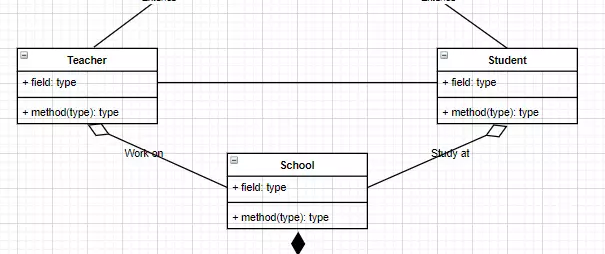 Teacher
+ field: type
+ method(type): type
Student
+ field: type
+ method(type): type
Work on
Study at
School
+ field: type
+ method(type): type